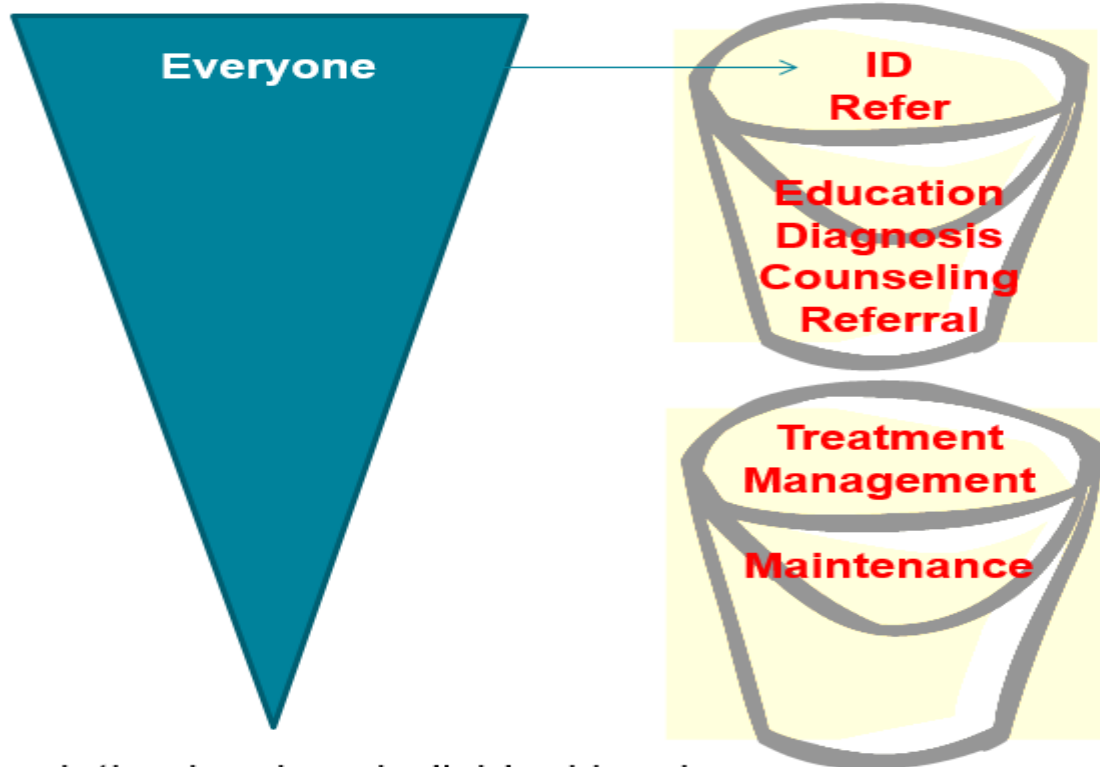 Everyone
ID
Refer
Education
Diagnosis
Counseling
Referral
Treatment
Management
Maintenance